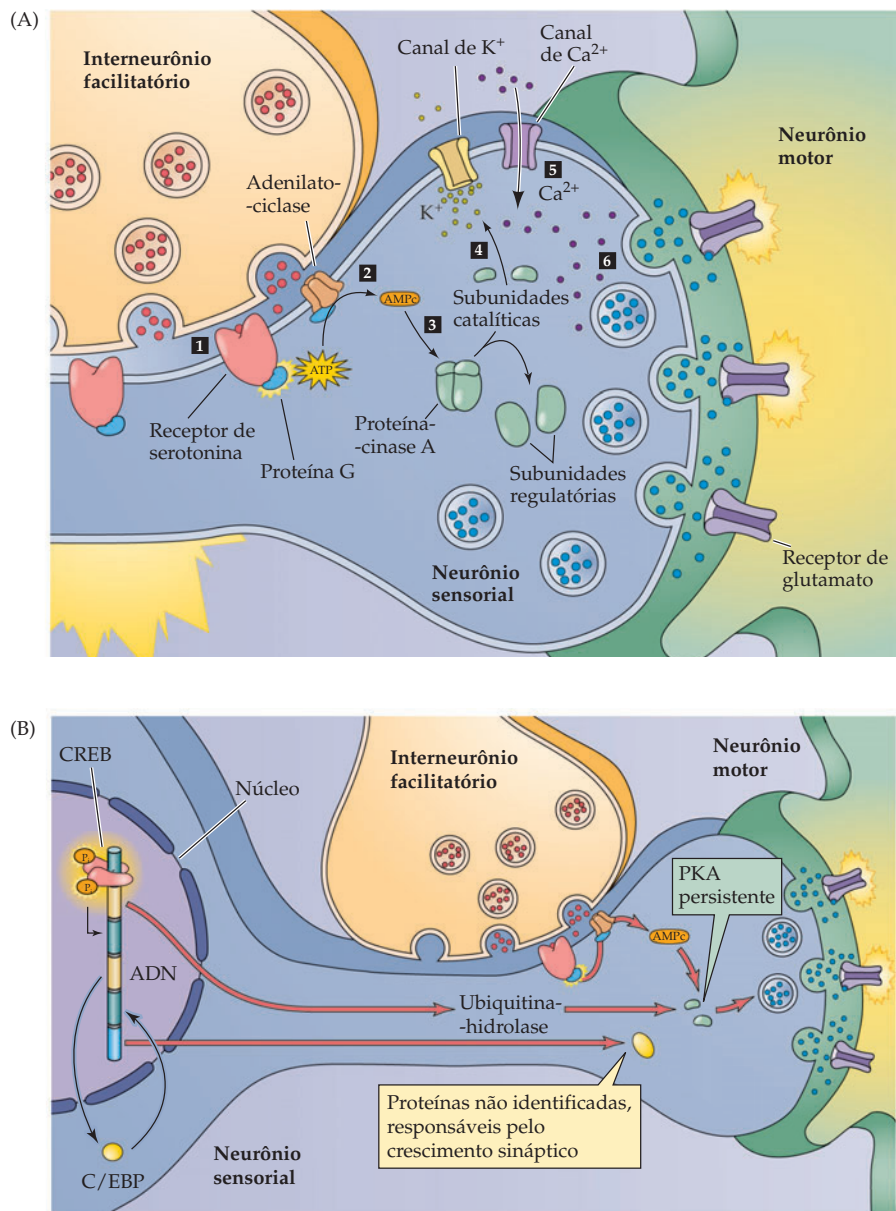 (A)
Interneurônio
facilitatório
Canal de K+
Canal
de Ca2+
Neurônio
motor
Adenilato-
-ciclase
K+
5
Ca2+
4
6
2
AMPc
3
Subunidades
catalíticas
1
ATP
Receptor de
serotonina
Proteína G
Proteína-
-cinase A
Subunidades
regulatórias
Neurônio
sensorial
Receptor de
glutamato
(B)
CREB
Núcleo
Interneurônio
facilitatório
Neurônio
motor
Pi
Pi
PKA
persistente
AMPc
ADN
Ubiquitina-
-hidrolase
Proteínas não identificadas,
responsáveis pelo
crescimento sináptico
C/EBP
Neurônio
sensorial